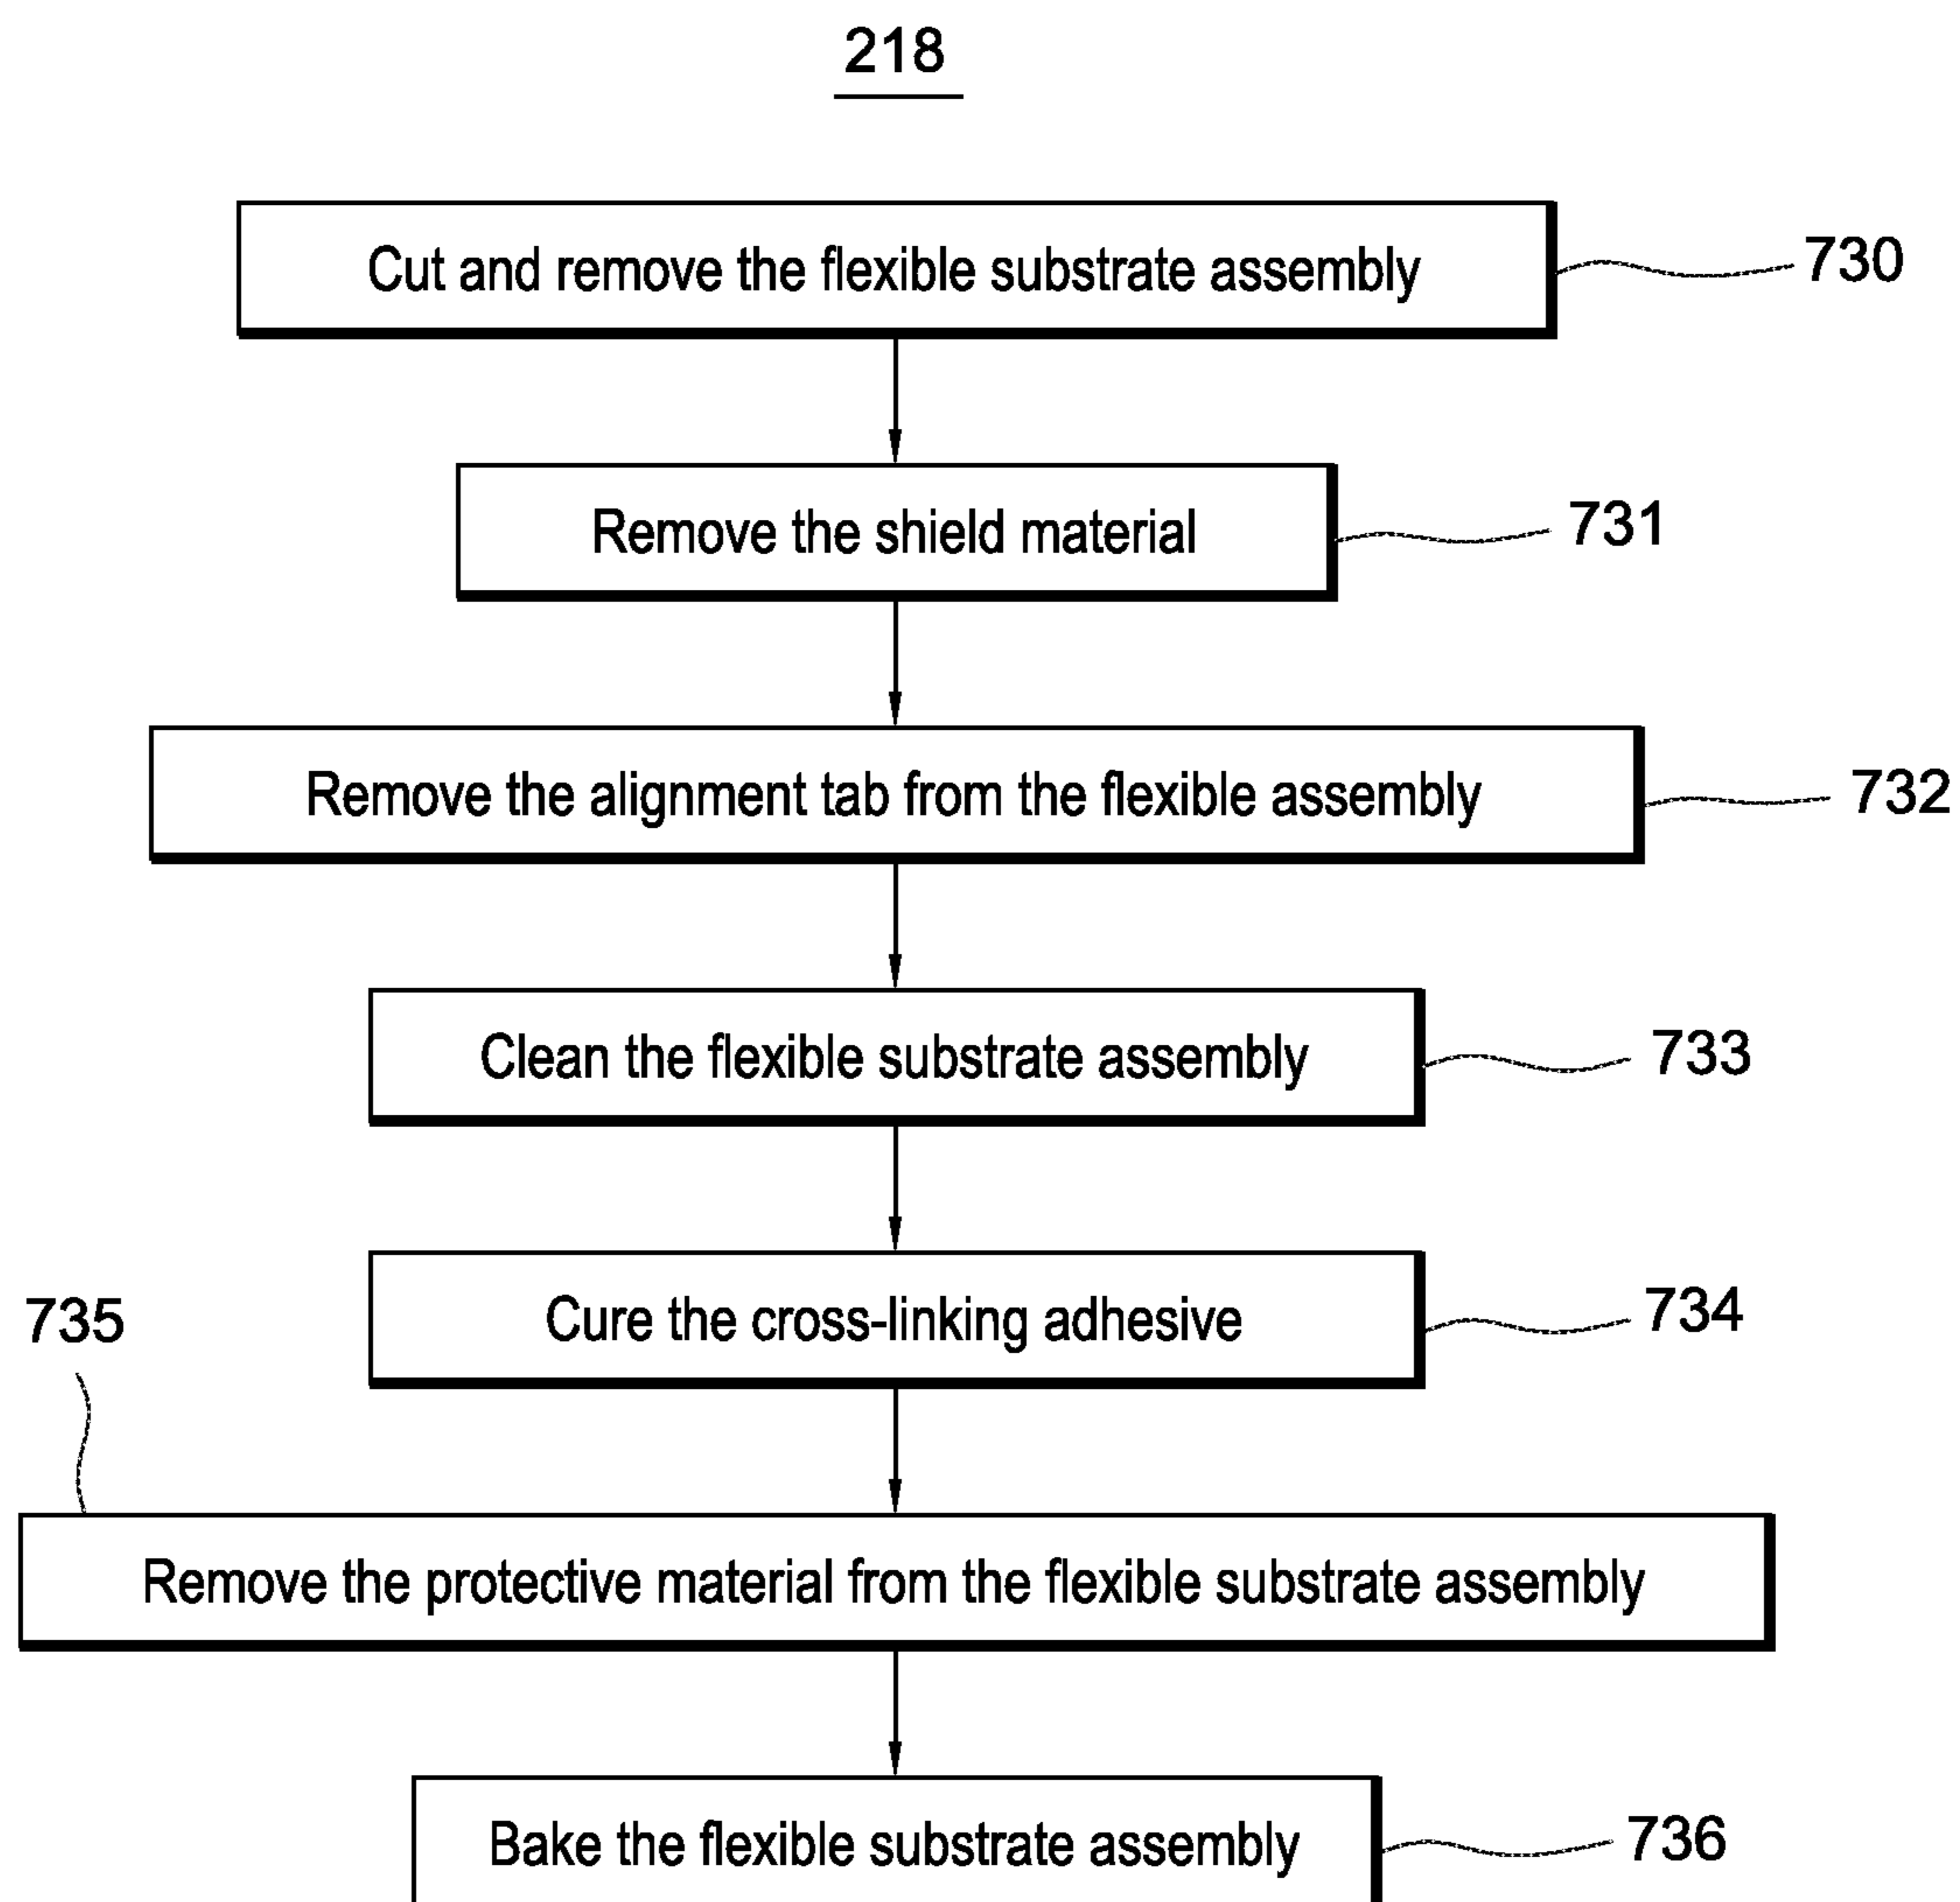 218
Cut and remove the flexible substrate assembly
730
Remove the shield material
731
Remove the alignment tab from the flexible assembly
732
Clean the flexible substrate assembly
733
Cure the cross-linking adhesive
734
735
Remove the protective material from the flexible substrate assembly
Bake the flexible substrate assembly
736